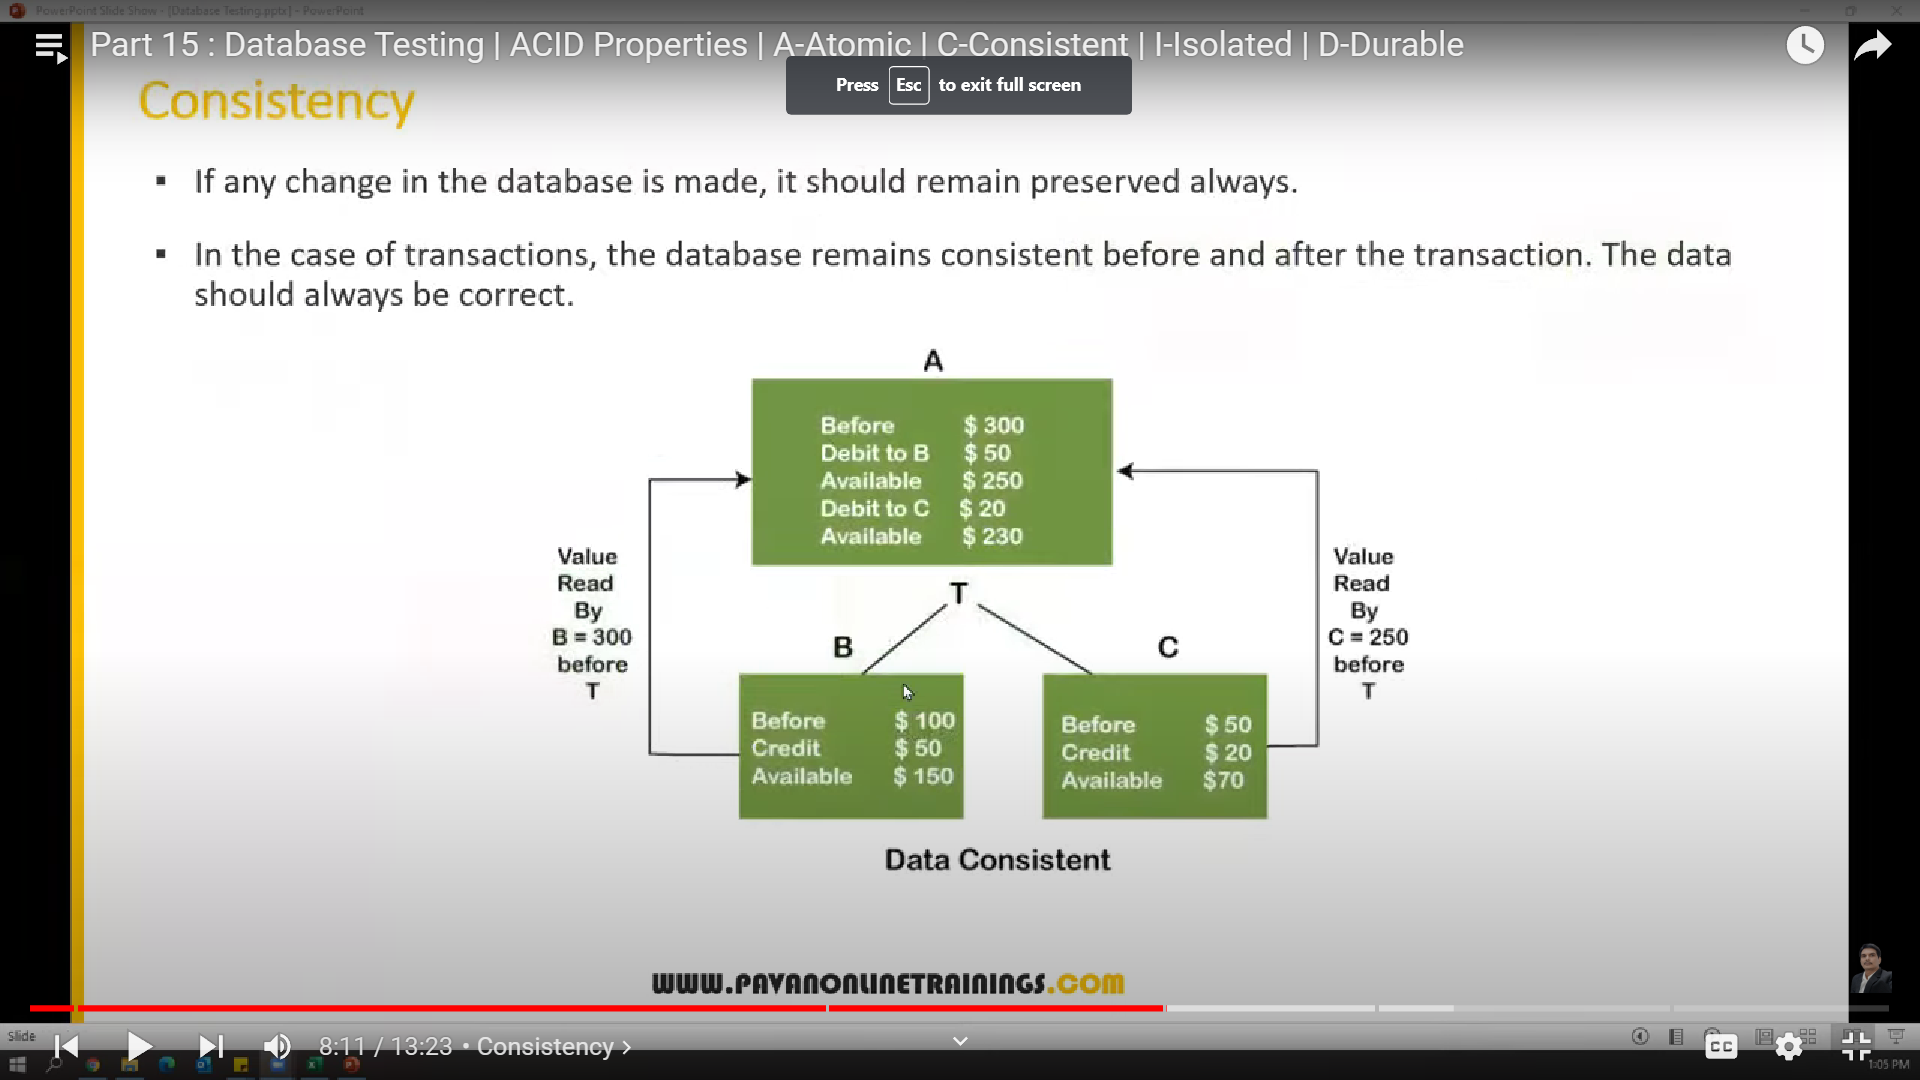 PowerPoint Slide Show - [Database Testing.pptx] - PowerPoint
Part 15 : Database Testing | ACID Properties | A-Atomic | C-Consistent | I-Isolated | D-Durable
Press Esc to exit full screen
Consistency
▪ If any change in the database is made, it should remain preserved always.
▪ In the case of transactions, the database remains consistent before and after the transaction. The data
should always be correct.
A
Before $ 300
Debit to B $ 50
Available $ 250
Debit to C $ 20
Available $ 230
Value
Read
By
B = 300
before
T
Value
Read
By
C = 250
before
T
T
B
C
Before $ 100
Credit $ 50
Available $ 150
Before $ 50
Credit $ 20
Available $70
Data Consistent
WWW.PAVANONLINETRAININGS.COM
Slide
8:11 / 13:23 • Consistency ›
CC
1:05 PM